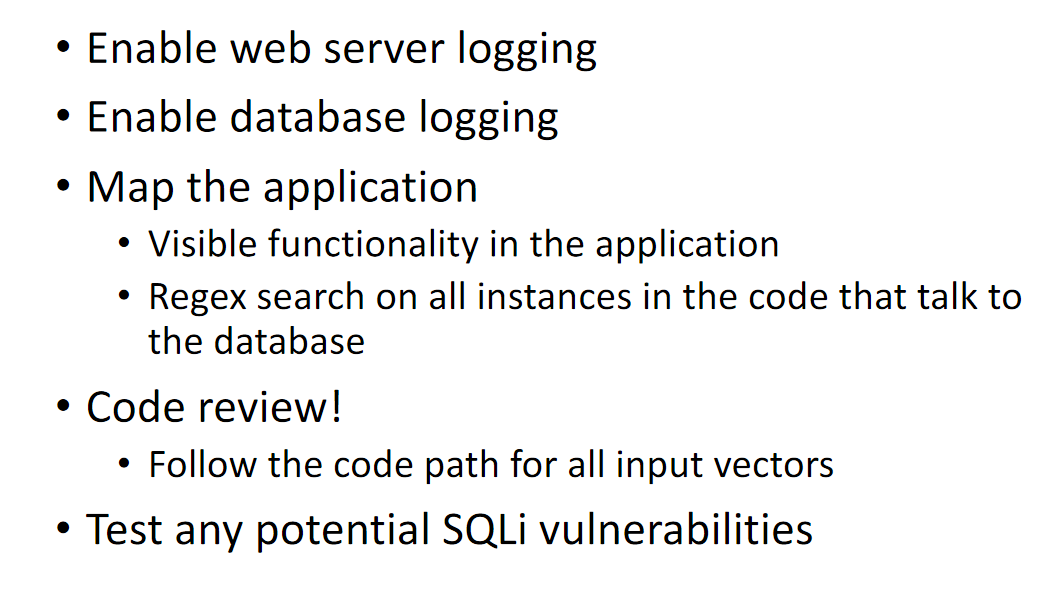 • Enable web server logging
• Enable database logging
• Map the application
• Visible functionality in the application
• Regex search on all instances in the code that talk to
the database
• Code review!
• Follow the code path for all input vectors
• Test any potential SQLi vulnerabilities